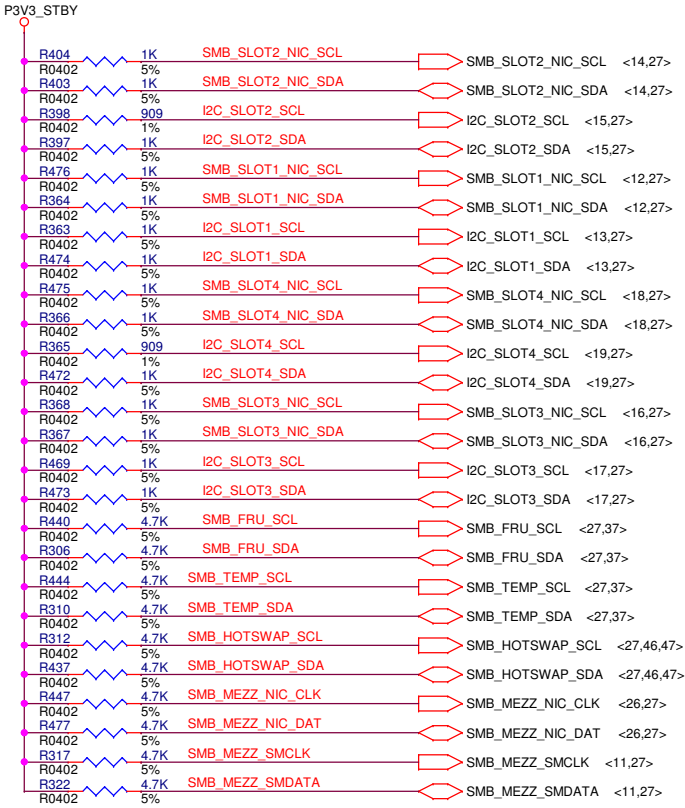 P3V3_STBY
R404 1K SMB_SLOT2_NIC_SCL SMB_SLOT2_NIC_SCL <14,27>
R0402 5%
R403 1K SMB_SLOT2_NIC_SDA SMB_SLOT2_NIC_SDA <14,27>
R0402 5%
R398 909 I2C_SLOT2_SCL I2C_SLOT2_SCL <15,27>
R0402 1%
R397 1K I2C_SLOT2_SDA I2C_SLOT2_SDA <15,27>
R0402 5%
R476 1K SMB_SLOT1_NIC_SCL SMB_SLOT1_NIC_SCL <12,27>
R0402 5%
R364 1K SMB_SLOT1_NIC_SDA SMB_SLOT1_NIC_SDA <12,27>
R0402 5%
R363 1K I2C_SLOT1_SCL I2C_SLOT1_SCL <13,27>
R0402 5%
R474 1K I2C_SLOT1_SDA I2C_SLOT1_SDA <13,27>
R0402 5%
R475 1K SMB_SLOT4_NIC_SCL SMB_SLOT4_NIC_SCL <18,27>
R0402 5%
R366 1K SMB_SLOT4_NIC_SDA SMB_SLOT4_NIC_SDA <18,27>
R0402 5%
R365 909 I2C_SLOT4_SCL I2C_SLOT4_SCL <19,27>
R0402 1%
R472 1K I2C_SLOT4_SDA I2C_SLOT4_SDA <19,27>
R0402 5%
R368 1K SMB_SLOT3_NIC_SCL SMB_SLOT3_NIC_SCL <16,27>
R0402 5%
R367 1K SMB_SLOT3_NIC_SDA SMB_SLOT3_NIC_SDA <16,27>
R0402 5%
R469 1K I2C_SLOT3_SCL I2C_SLOT3_SCL <17,27>
R0402 5%
R473 1K I2C_SLOT3_SDA I2C_SLOT3_SDA <17,27>
R0402 5%
R440 4.7K SMB_FRU_SCL SMB_FRU_SCL <27,37>
R0402 5%
R306 4.7K SMB_FRU_SDA SMB_FRU_SDA <27,37>
R0402 5%
R444 4.7K SMB_TEMP_SCL SMB_TEMP_SCL <27,37>
R0402 5%
R310 4.7K SMB_TEMP_SDA SMB_TEMP_SDA <27,37>
R0402 5%
R312 4.7K SMB_HOTSWAP_SCL SMB_HOTSWAP_SCL <27,46,47>
R0402 5%
R437 4.7K SMB_HOTSWAP_SDA SMB_HOTSWAP_SDA <27,46,47>
R0402 5%
R447 4.7K SMB_MEZZ_NIC_CLK SMB_MEZZ_NIC_CLK <26,27>
R0402 5%
R477 4.7K SMB_MEZZ_NIC_DAT SMB_MEZZ_NIC_DAT <26,27>
R0402 5%
R317 4.7K SMB_MEZZ_SMCLK SMB_MEZZ_SMCLK <11,27>
R0402 5%
R322 4.7K SMB_MEZZ_SMDATA SMB_MEZZ_SMDATA <11,27>
R0402 5%